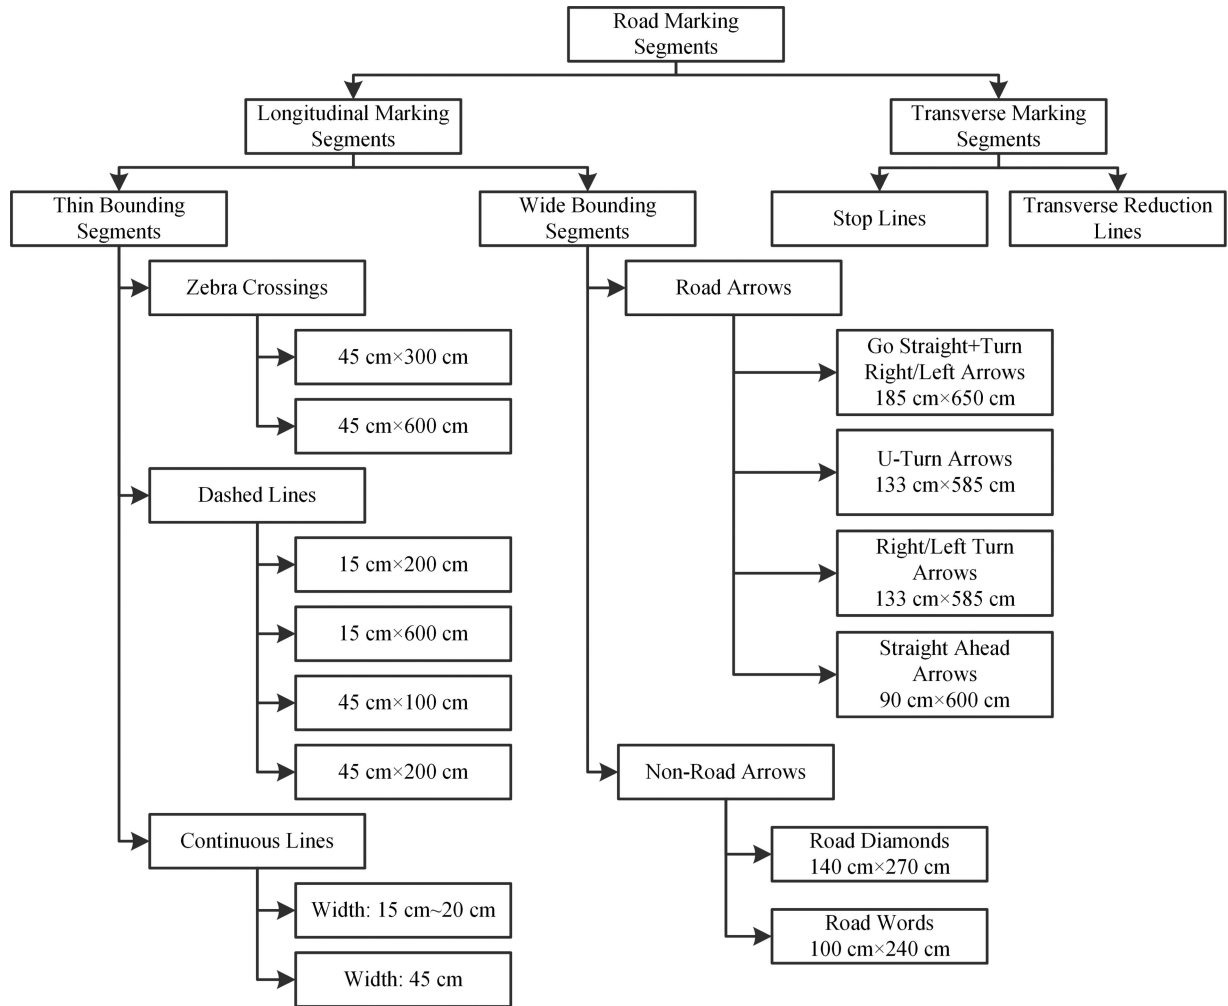 Road Marking
Segments
Longitudinal Marking
Segments
Transverse Marking
Segments
Thin Bounding
Segments
Wide Bounding
Segments
Stop Lines
Transverse Reduction
Lines
Zebra Crossings
45 cm×300 cm
45 cm×600 cm
Dashed Lines
15 cm×200 cm
15 cm×600 cm
45 cm×100 cm
45 cm×200 cm
Continuous Lines
Width: 15 cm~20 cm
Width: 45 cm
Road Arrows
Go Straight+Turn
Right/Left Arrows
185 cm×650 cm
U-Turn Arrows
133 cm×585 cm
Right/Left Turn
Arrows
133 cm×585 cm
Straight Ahead
Arrows
90 cm×600 cm
Non-Road Arrows
Road Diamonds
140 cm×270 cm
Road Words
100 cm×240 cm